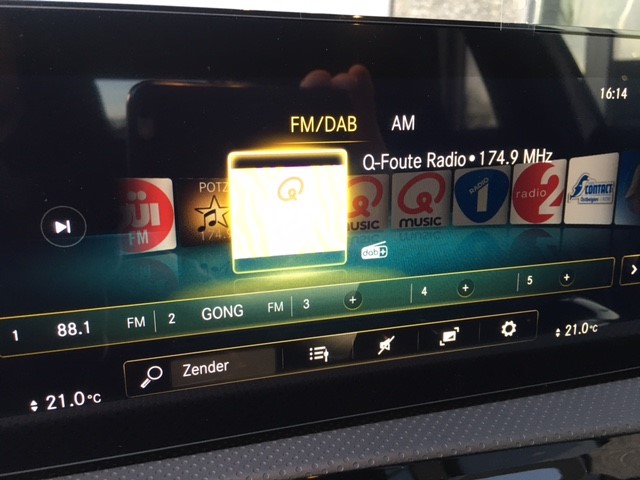 16:14
FM/DAB AM
Q-Foute Radio • 174.9 MHz
OUÏ FM
POTZ
Q
MUSIC
MUSIC
RADIO 1
radio 2
CONTACT
dab+
1 88.1 FM 2 GONG FM 3 + 4 + 5 +
Zender
21.0°C
21.0°C